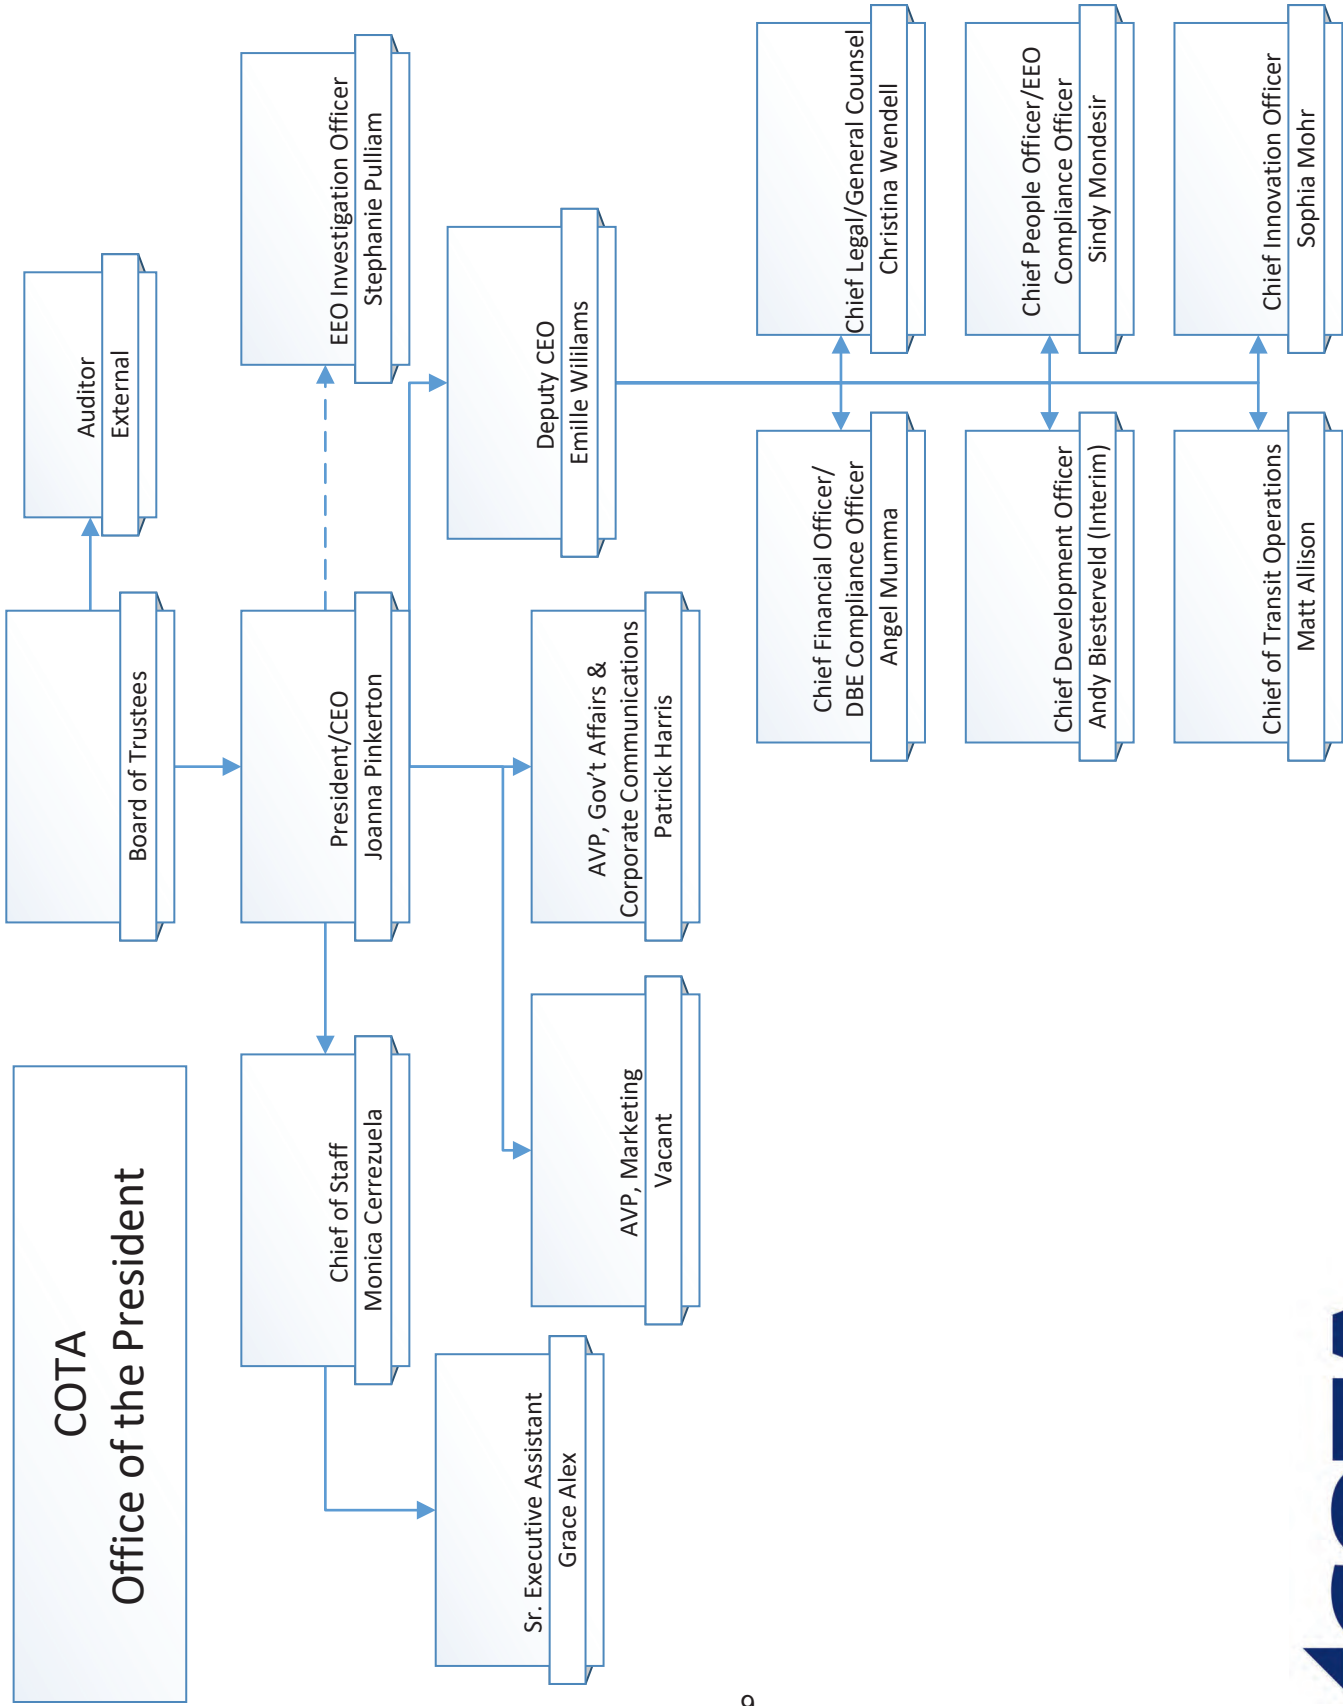 COTA
Office of the President
Board of Trustees
Auditor
External
Chief of Staff
Monica Cerrezuela
President/CEO
Joanna Pinkerton
EEO Investigation Officer
Stephanie Pulliam
Sr. Executive Assistant
Grace Alex
AVP, Marketing
Vacant
AVP, Gov't Affairs &
Corporate Communications
Patrick Harris
Deputy CEO
Emille Wililams
Chief Financial Officer/
DBE Compliance Officer
Angel Mumma
Chief Legal/General Counsel
Christina Wendell
Chief Development Officer
Andy Biesterveld (Interim)
Chief People Officer/EEO
Compliance Officer
Sindy Mondesir
Chief of Transit Operations
Matt Allison
Chief Innovation Officer
Sophia Mohr